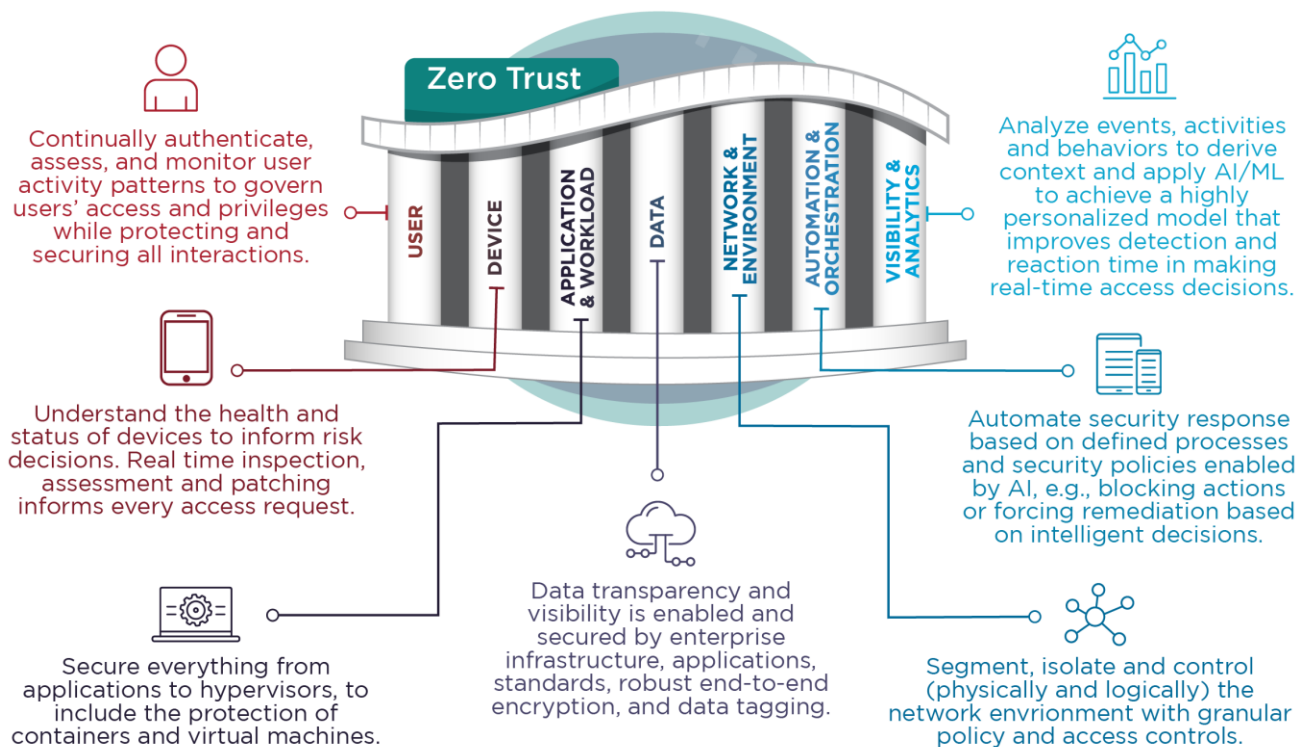 Zero Trust
Continually authenticate,
assess, and monitor user
activity patterns to govern
users’ access and privileges
while protecting and
securing all interactions.
USER
DEVICE
APPLICATION
& WORKLOAD
DATA
NETWORK &
ENVIRONMENT
AUTOMATION &
ORCHESTRATION
VISIBILITY &
ANALYTICS
Analyze events, activities
and behaviors to derive
context and apply AI/ML
to achieve a highly
personalized model that
improves detection and
reaction time in making
real-time access decisions.
Understand the health and
status of devices to inform risk
decisions. Real time inspection,
assessment and patching
informs every access request.
Automate security response
based on defined processes
and security policies enabled
by AI, e.g., blocking actions
or forcing remediation based
on intelligent decisions.
Secure everything from
applications to hypervisors, to
include the protection of
containers and virtual machines.
Data transparency and
visibility is enabled and
secured by enterprise
infrastructure, applications,
standards, robust end-to-end
encryption, and data tagging.
Segment, isolate and control
(physically and logically) the
network envrionment with granular
policy and access controls.